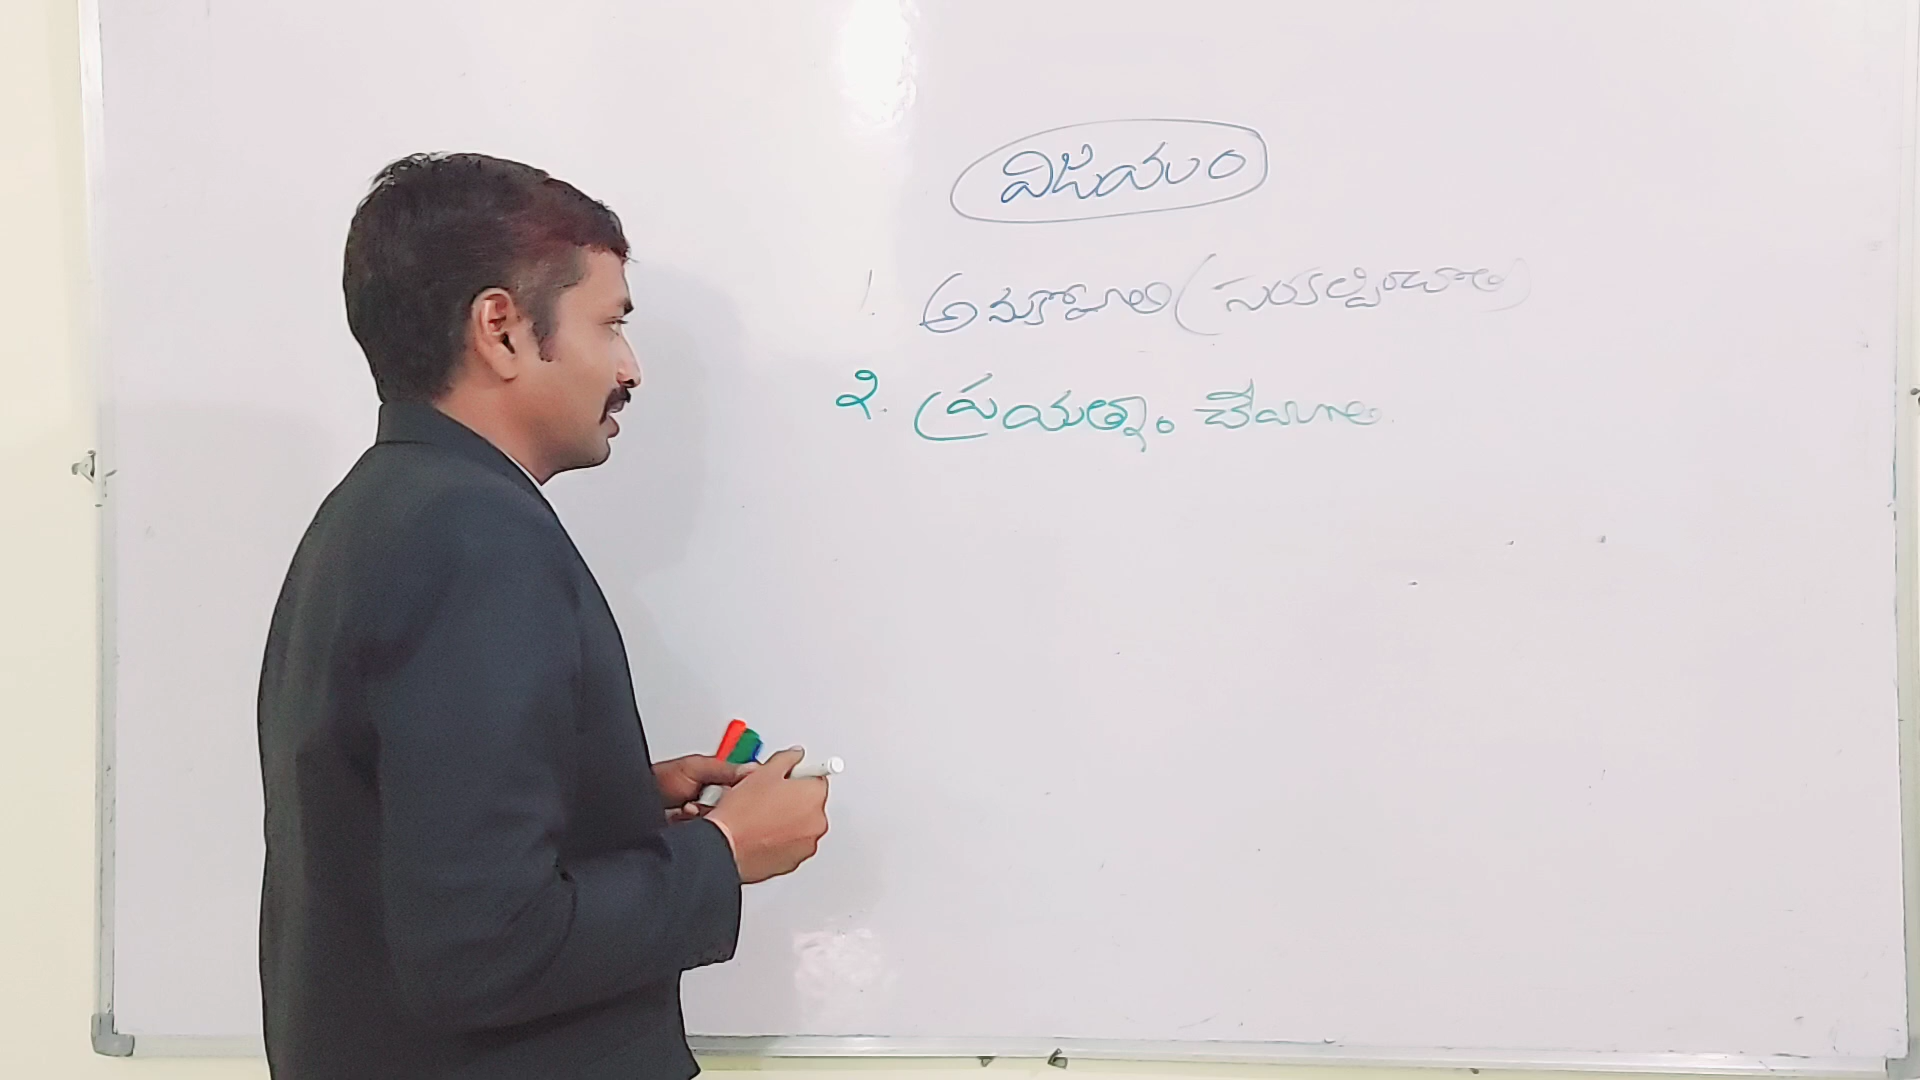 విజయం
1. అనుకోవాలి (సంకల్పించాలి)
2. ప్రయత్నం చేయాలి